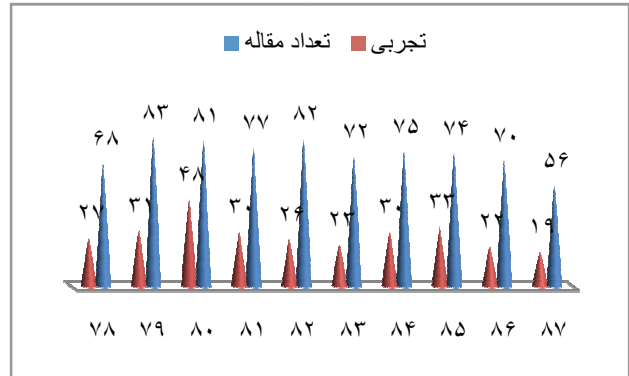 تجربی تعداد مقاله
۶۸ ۸۳ ۸۱ ۷۷ ۸۲ ۷۲ ۷۵ ۷۴ ۷۰ ۵۶
۲۷ ۳۱ ۴۸ ۳۰ ۲۶ ۲۳ ۳۰ ۳۳ ۲۲ ۱۹
۷۸ ۷۹ ۸۰ ۸۱ ۸۲ ۸۳ ۸۴ ۸۵ ۸۶ ۸۷